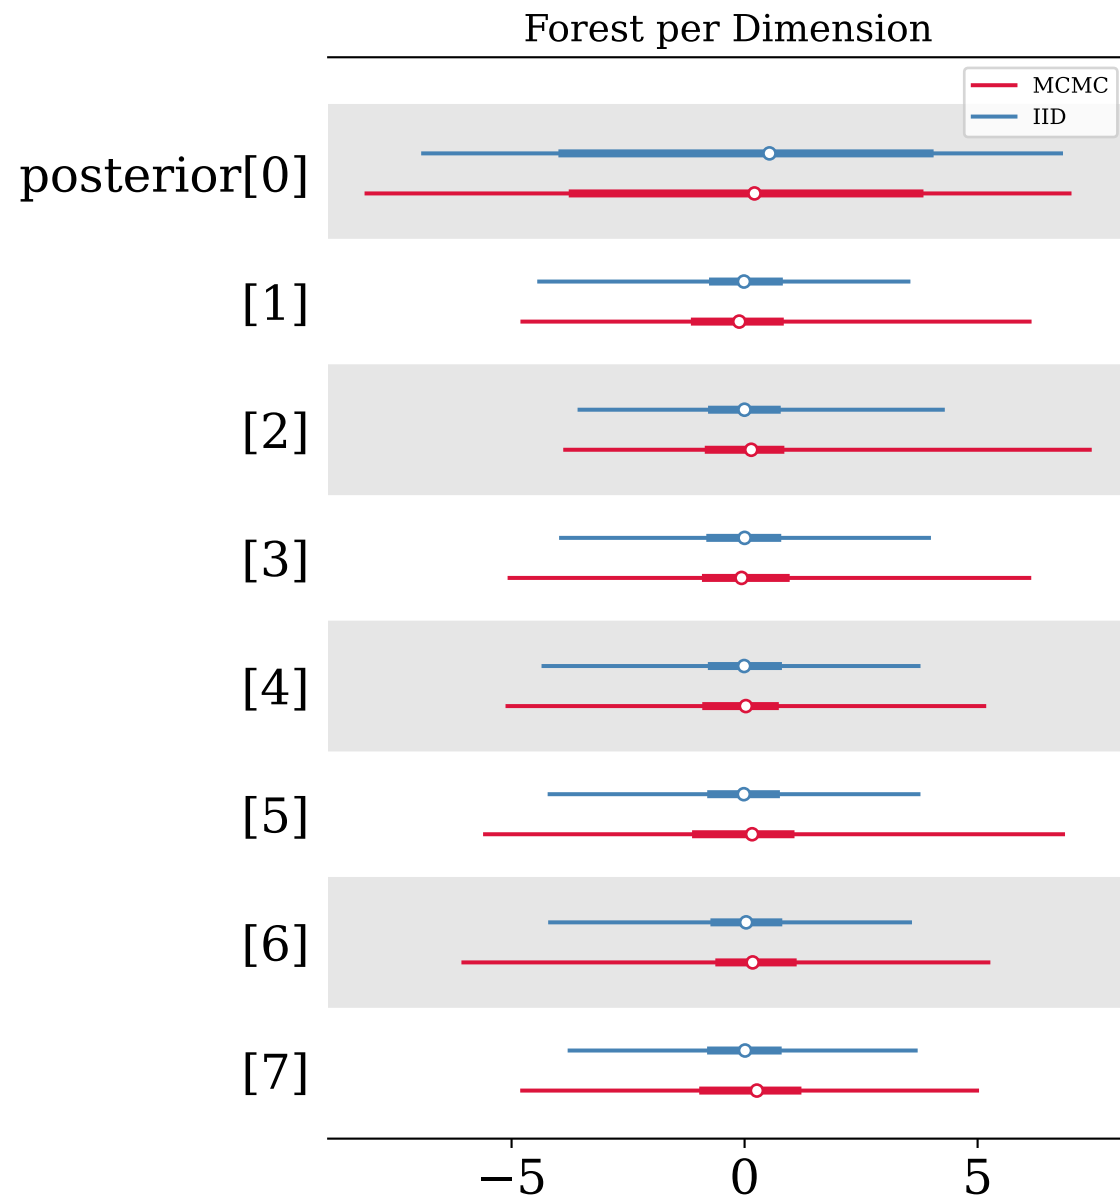 Forest per Dimension
MCMC
IID
posterior[0]
[1]
[2]
[3]
[4]
[5]
[6]
[7]
−5 0 5